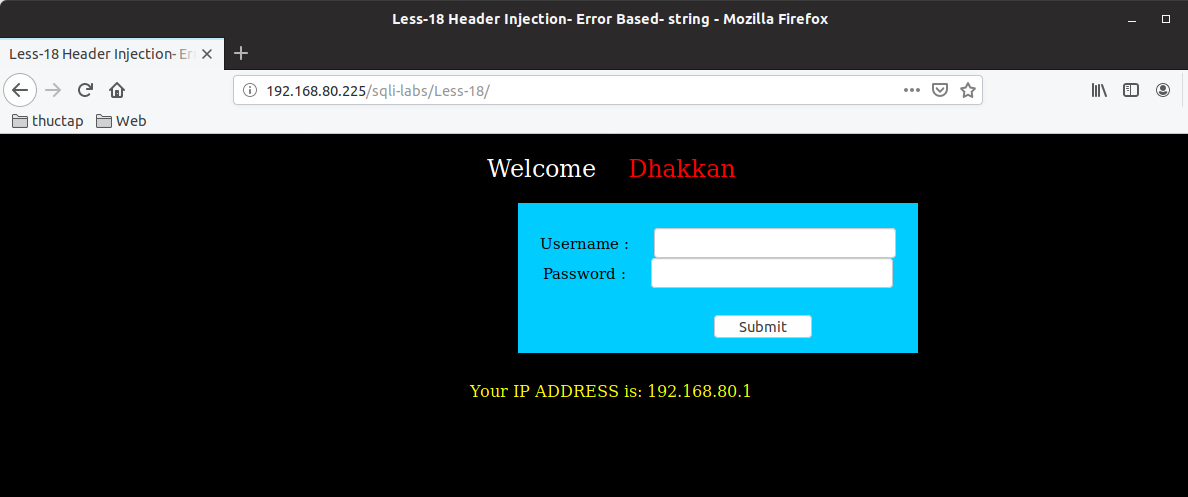 Less-18 Header Injection- Error Based- string - Mozilla Firefox
Less-18 Header Injection- Er
192.168.80.225/sqli-labs/Less-18/
thuctap Web
Welcome Dhakkan
Username :
Password :
Submit
Your IP ADDRESS is: 192.168.80.1